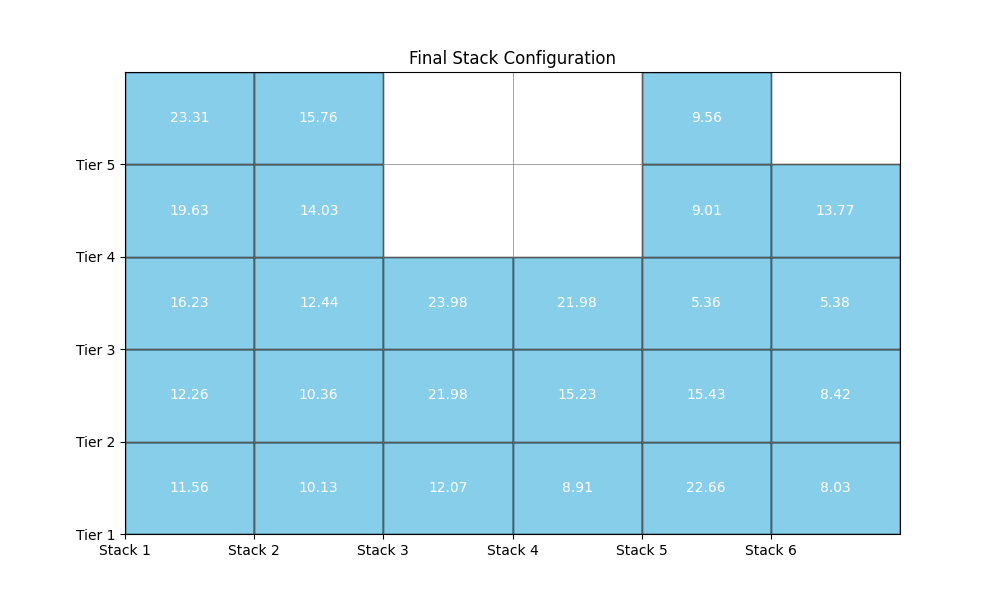 Final Stack Configuration
23.31 15.76 9.56
Tier 5
19.63 14.03 9.01 13.77
Tier 4
16.23 12.44 23.98 21.98 5.36 5.38
Tier 3
12.26 10.36 21.98 15.23 15.43 8.42
Tier 2
11.56 10.13 12.07 8.91 22.66 8.03
Tier 1
Stack 1 Stack 2 Stack 3 Stack 4 Stack 5 Stack 6